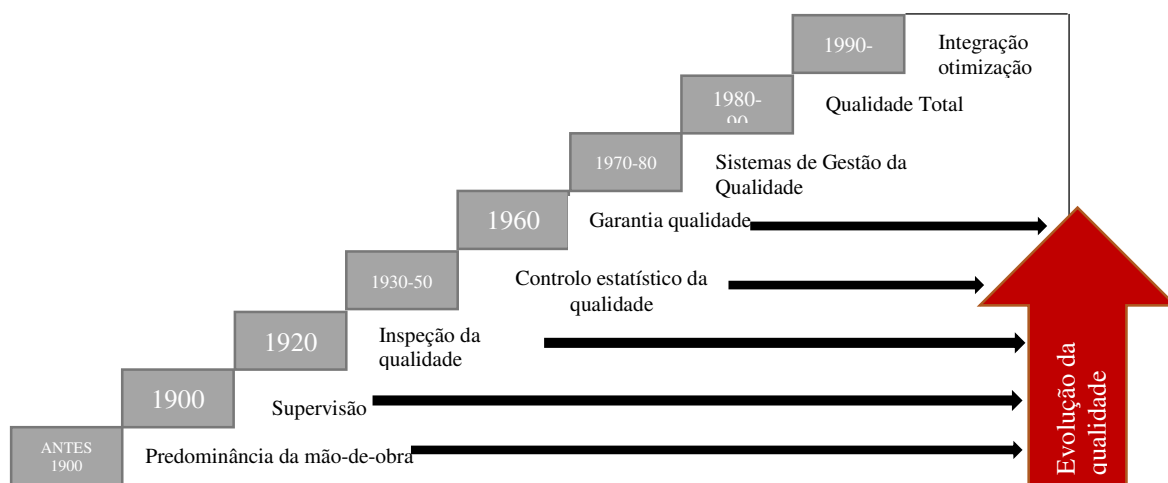 1990-
Integração
otimização
1980-
90
Qualidade Total
1970-80
Sistemas de Gestão da
Qualidade
1960
Garantia qualidade
1930-50
Controlo estatístico da
qualidade
1920
Inspeção da
qualidade
1900
Supervisão
ANTES
1900
Predominância da mão-de-obra
Evolução da
qualidade